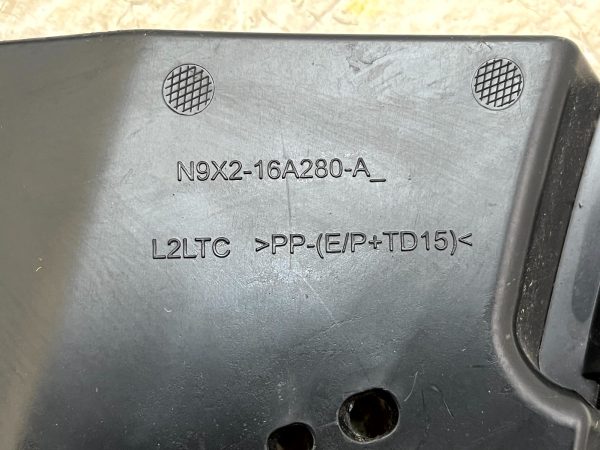 N9X2-16A280-A_
L2LTC >PP-(E/P+TD15)<